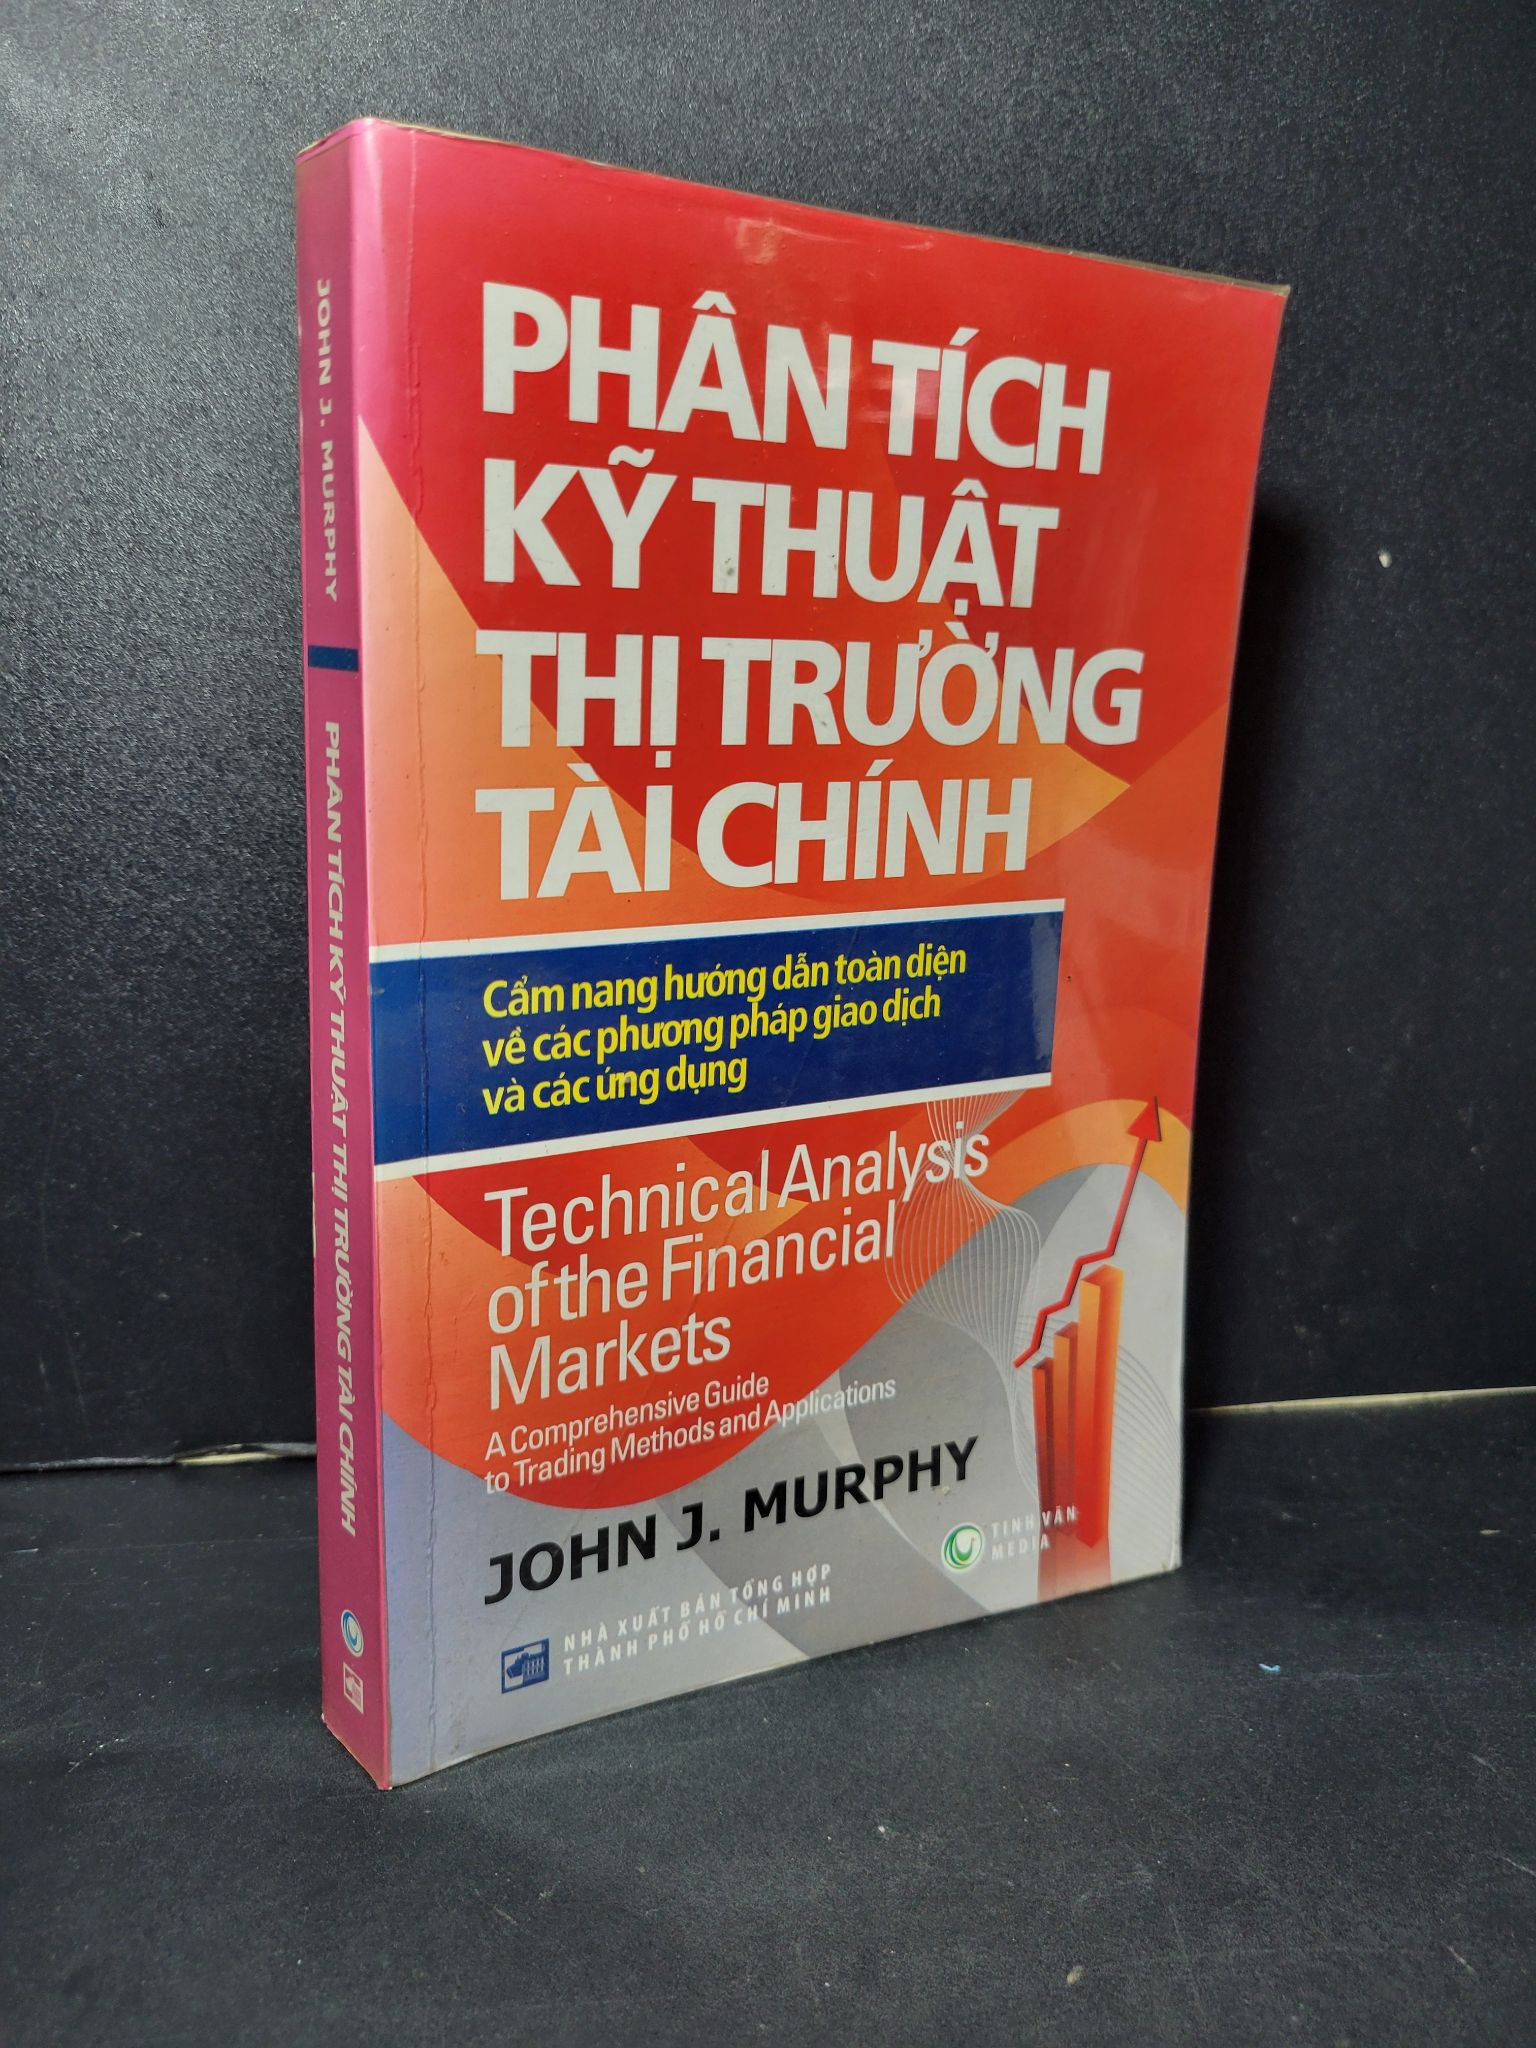 JOHN J. MURPHY
PHÂN TÍCH KỸ THUẬT THỊ TRƯỜNG TÀI CHÍNH
PHÂN TÍCH
KỸ THUẬT
THỊ TRƯỜNG
TÀI CHÍNH
Cẩm nang hướng dẫn toàn diện
về các phương pháp giao dịch
và các ứng dụng
Technical Analysis
of the Financial
Markets
A Comprehensive Guide
to Trading Methods and Applications
JOHN J. MURPHY
TINH VĂN
MEDIA
NHÀ XUẤT BẢN TỔNG HỢP
THÀNH PHỐ HỒ CHÍ MINH